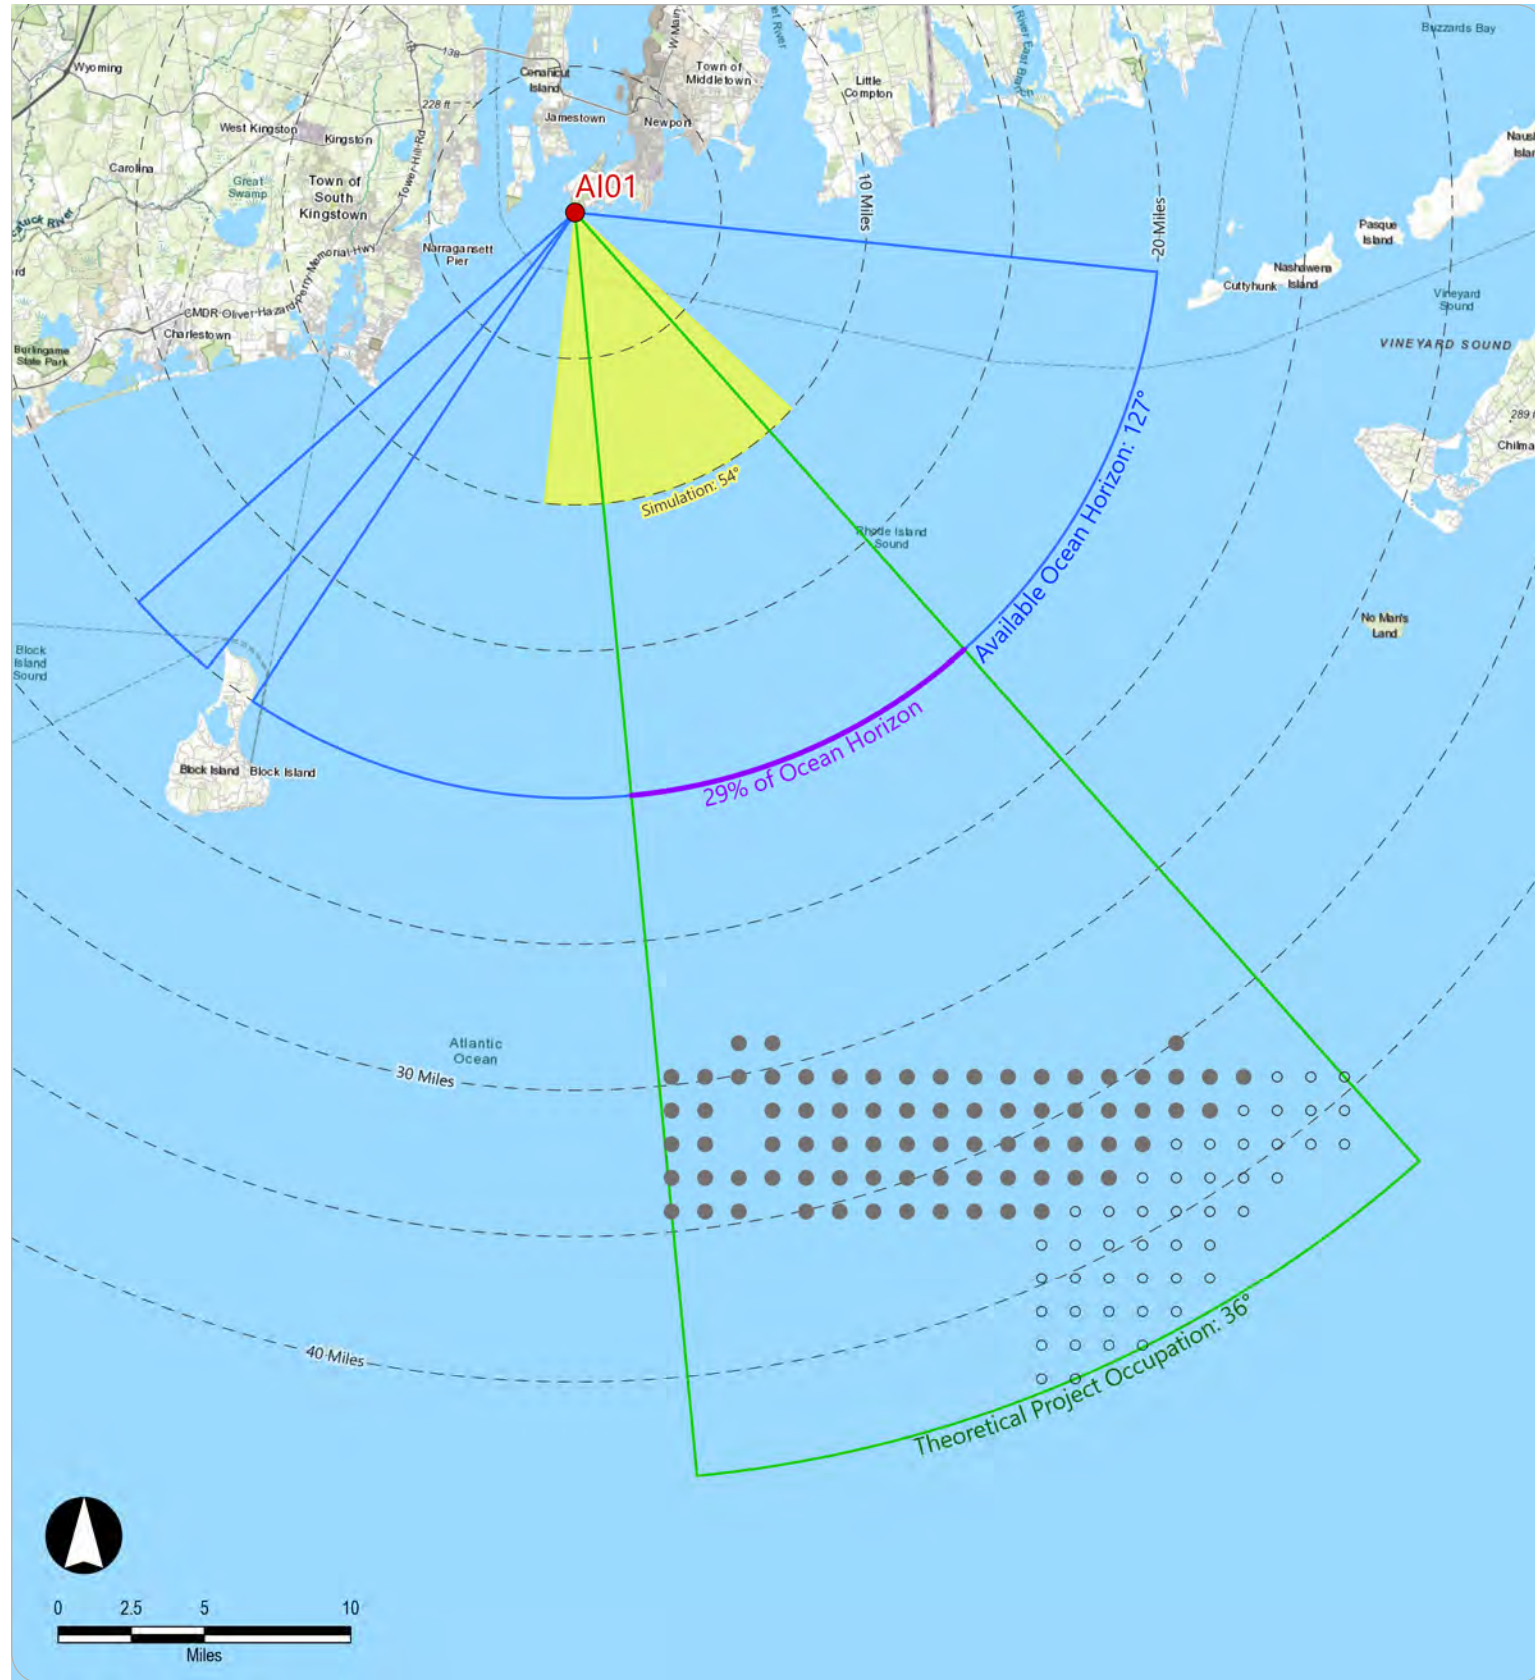 Buzzards Bay
Wyoming
138
W Main
Town of
Middletown
Conanicut
Island
Little
Compton
228 ft
Jamestown
Newport
West Kingston
Kingston
Tower Hill Rd
Carolina
Great
Swamp
Town of
South
Kingstown
AI01
10 Miles
20 Miles
Pasque
Island
Narragansett
Pier
Nashawena
Island
Cuttyhunk
Vineyard
Sound
CMDR Oliver Hazard Perry Memorial Hwy
Charlestown
VINEYARD SOUND
Burlingame
State Park
289 f
Chilma
Available Ocean Horizon: 127°
Simulation: 54°
Rhode Island
Sound
No Man's
Land
Block
Island
Sound
29% of Ocean Horizon
Block Island
Block Island
Atlantic
Ocean
30 Miles
40 Miles
Theoretical Project Occupation: 36°
0 2.5 5 10
Miles